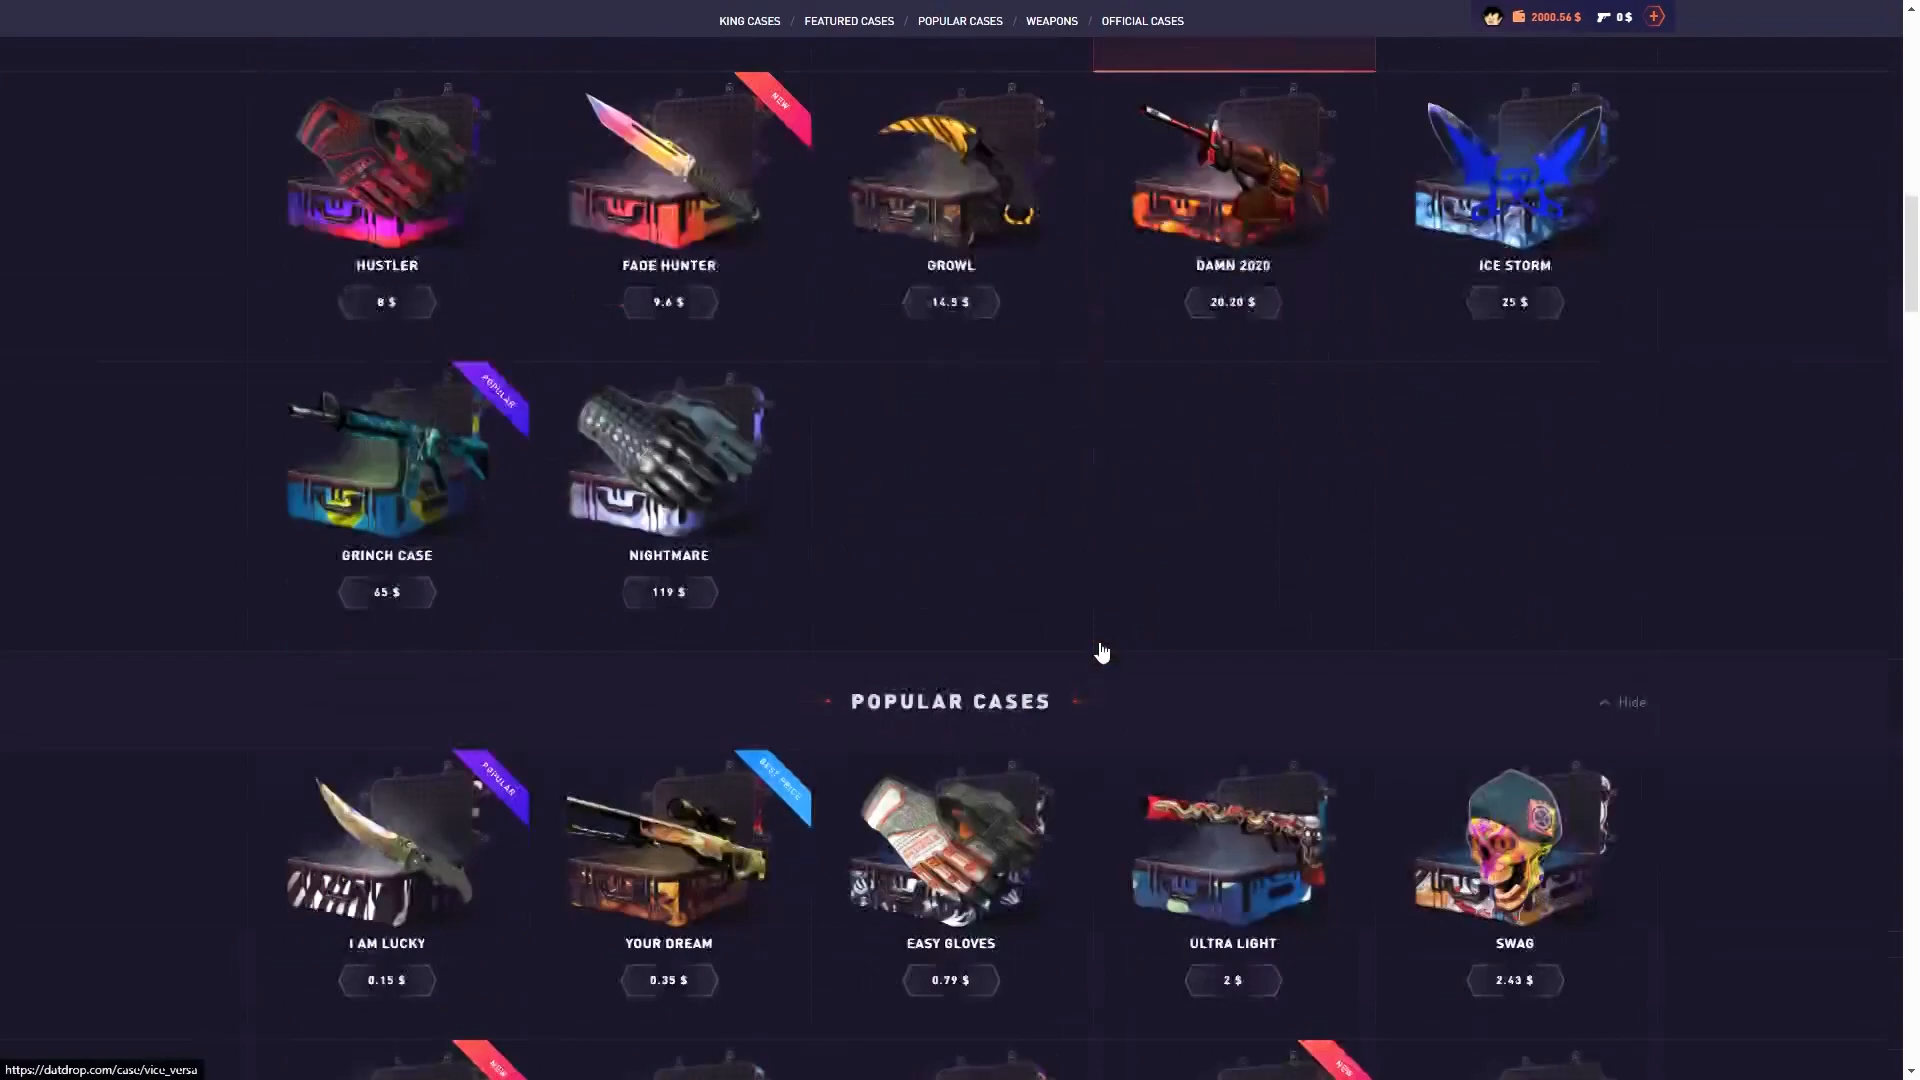 KING CASES / FEATURED CASES / POPULAR CASES / WEAPONS / OFFICIAL CASES
2000.56 $ 0 $
NEW
HUSTLER FADE HUNTER GROWL DAMN 2020 ICE STORM
8 $ 9.6 $ 14.5 $ 20.20 $ 25 $
POPULAR
GRINCH CASE NIGHTMARE
65 $ 119 $
POPULAR CASES
Hide
POPULAR BEST PRICE
I AM LUCKY YOUR DREAM EASY GLOVES ULTRA LIGHT SWAG
0.15 $ 0.35 $ 0.79 $ 2 $ 2.43 $
NEW NEW
https://datdrop.com/case/vice_versa